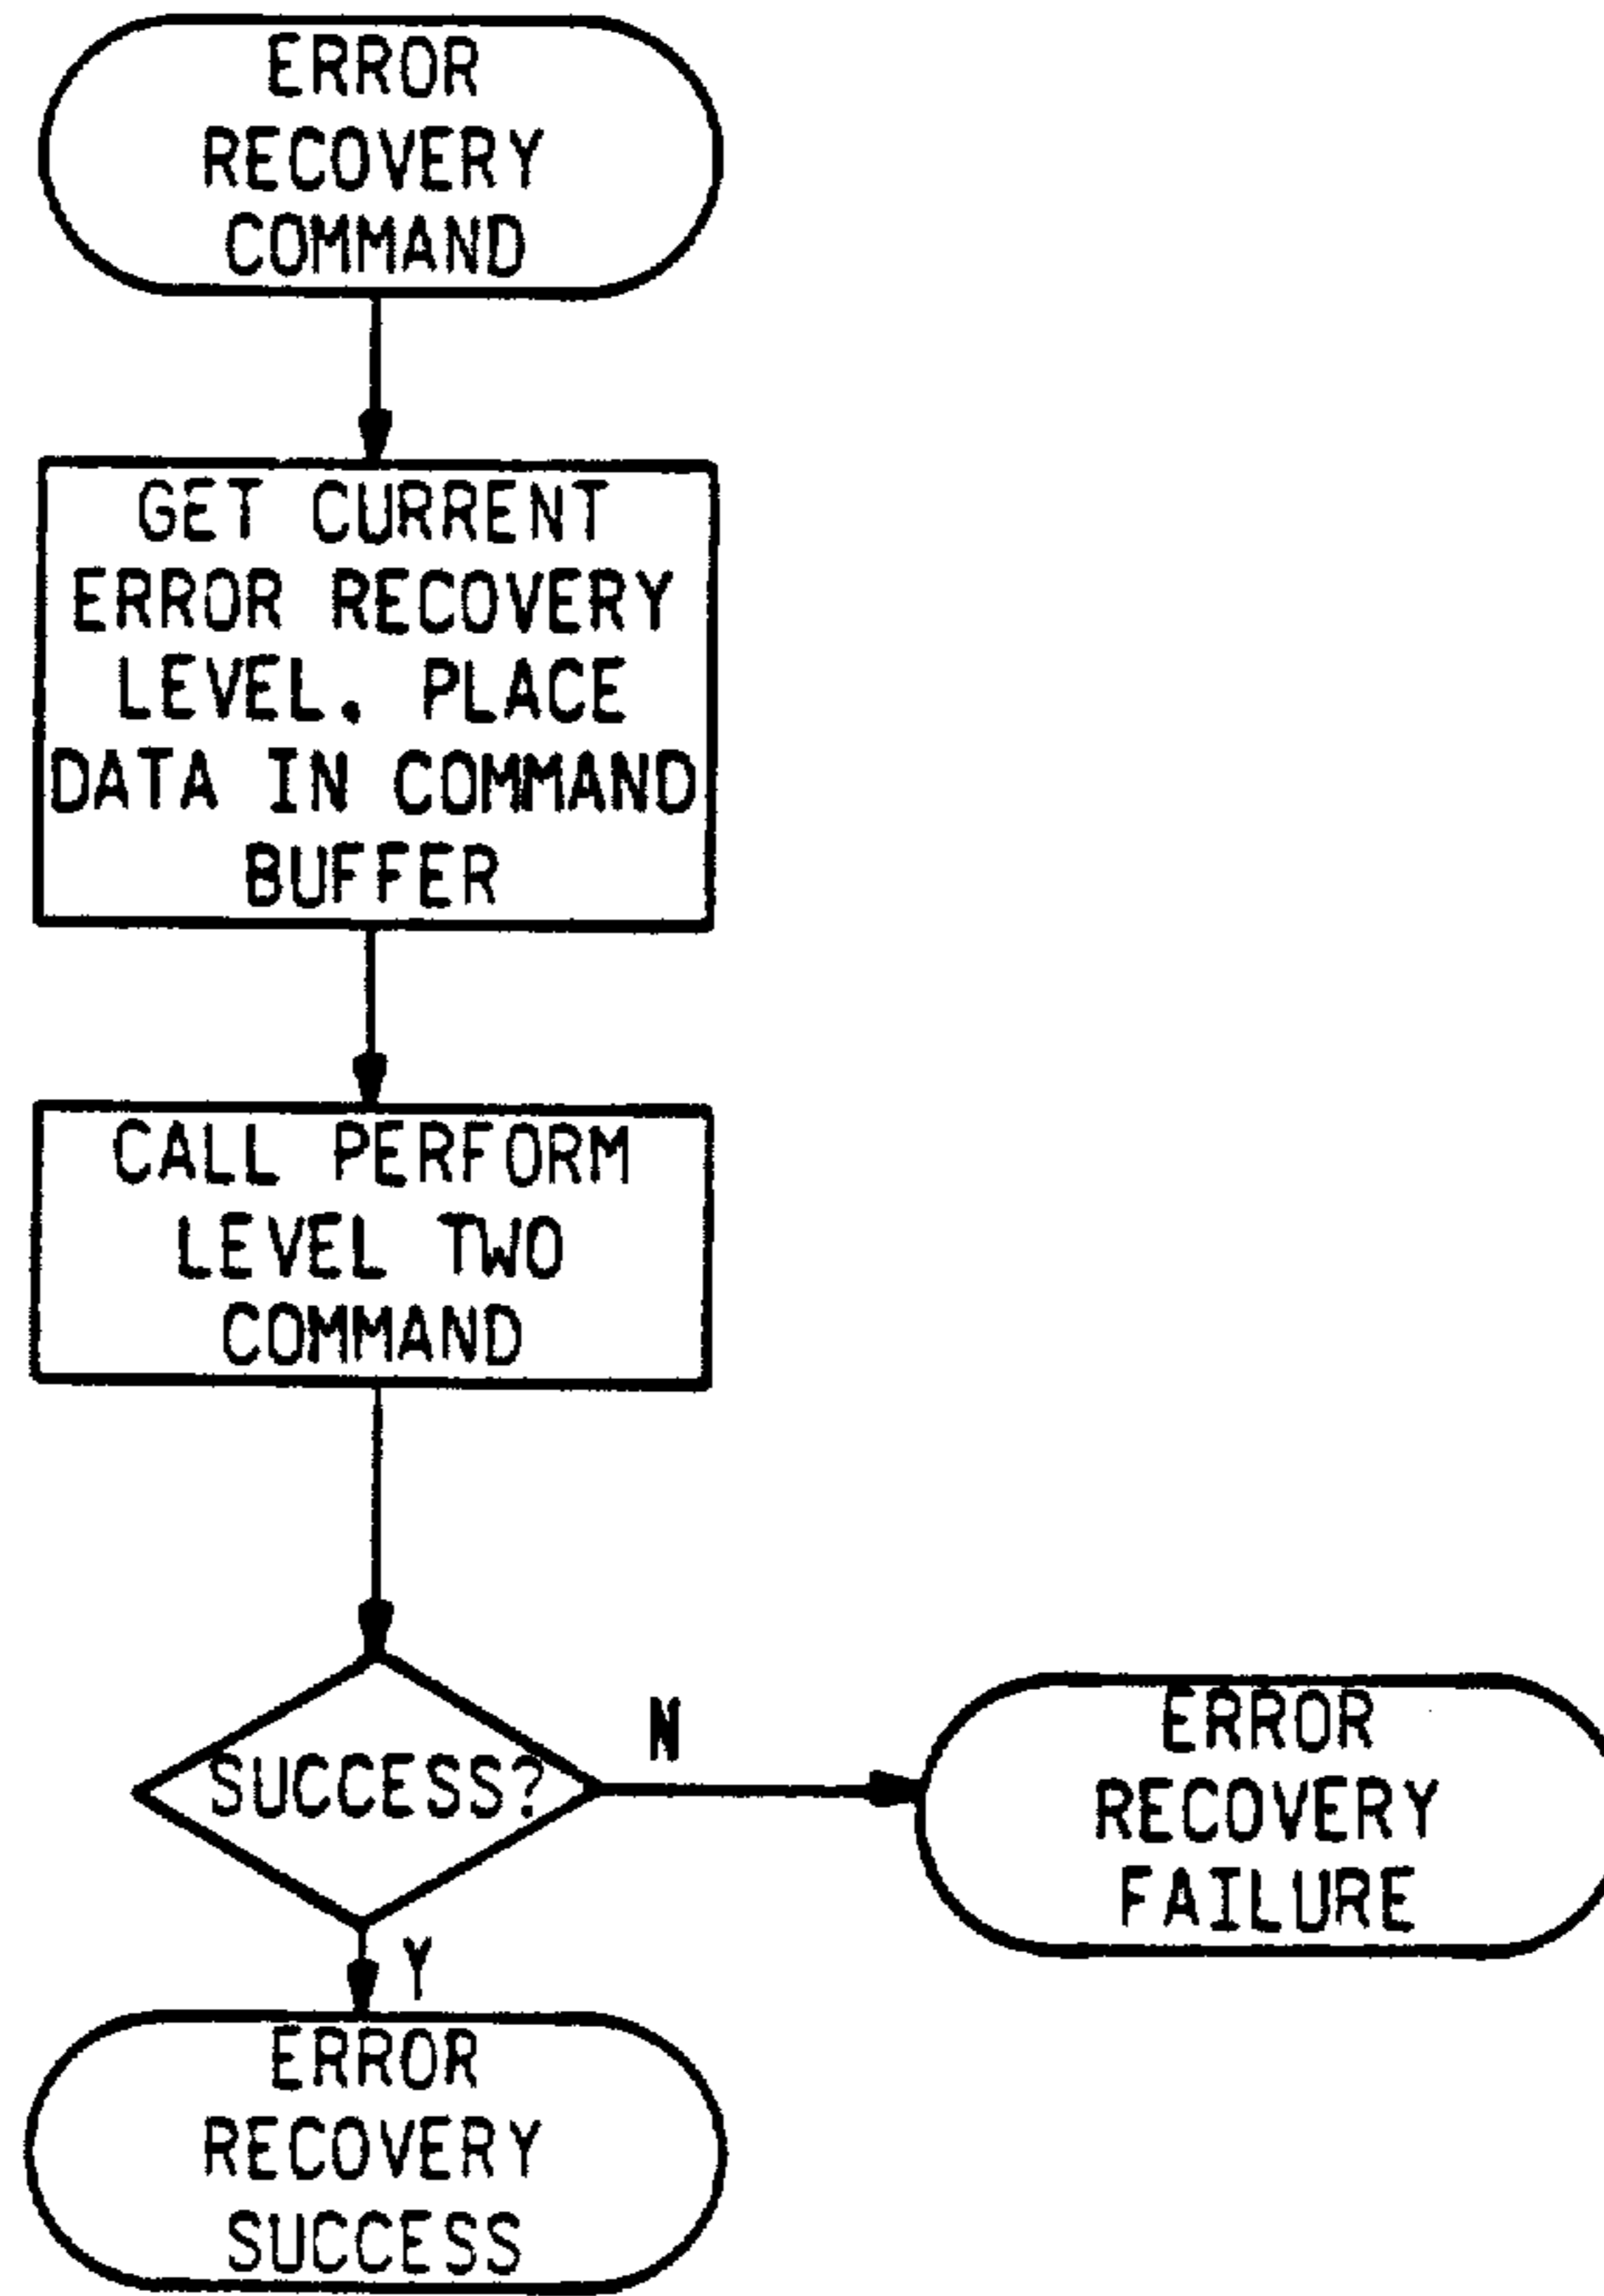 ERROR
RECOVERY
COMMAND
GET CURRENT
ERROR RECOVERY
LEVEL. PLACE
DATA IN COMMAND
BUFFER
CALL PERFORM
LEVEL TWO
COMMAND
SUCCESS?
N
ERROR
RECOVERY
FAILURE
Y
ERROR
RECOVERY
SUCCESS